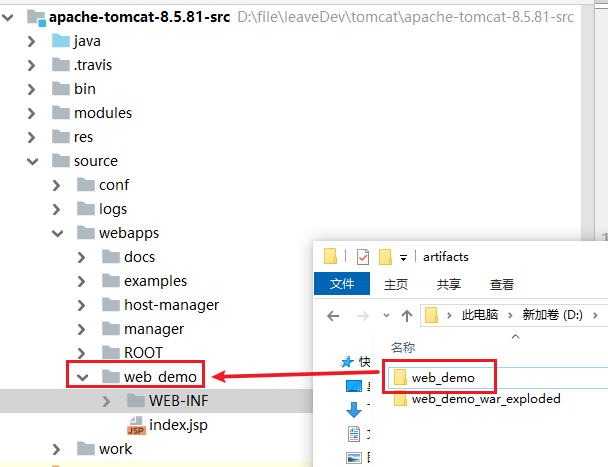 apache-tomcat-8.5.81-src D:\file\leaveDev\tomcat\apache-tomcat-8.5.81-src
java
.travis
bin
modules
res
source
conf
logs
webapps
docs
examples
host-manager
manager
ROOT
web_demo
WEB-INF
JSP index.jsp
work
artifacts
文件 主页 共享 查看
此电脑 新加卷 (D:)
名称
web_demo
web_demo_war_exploded